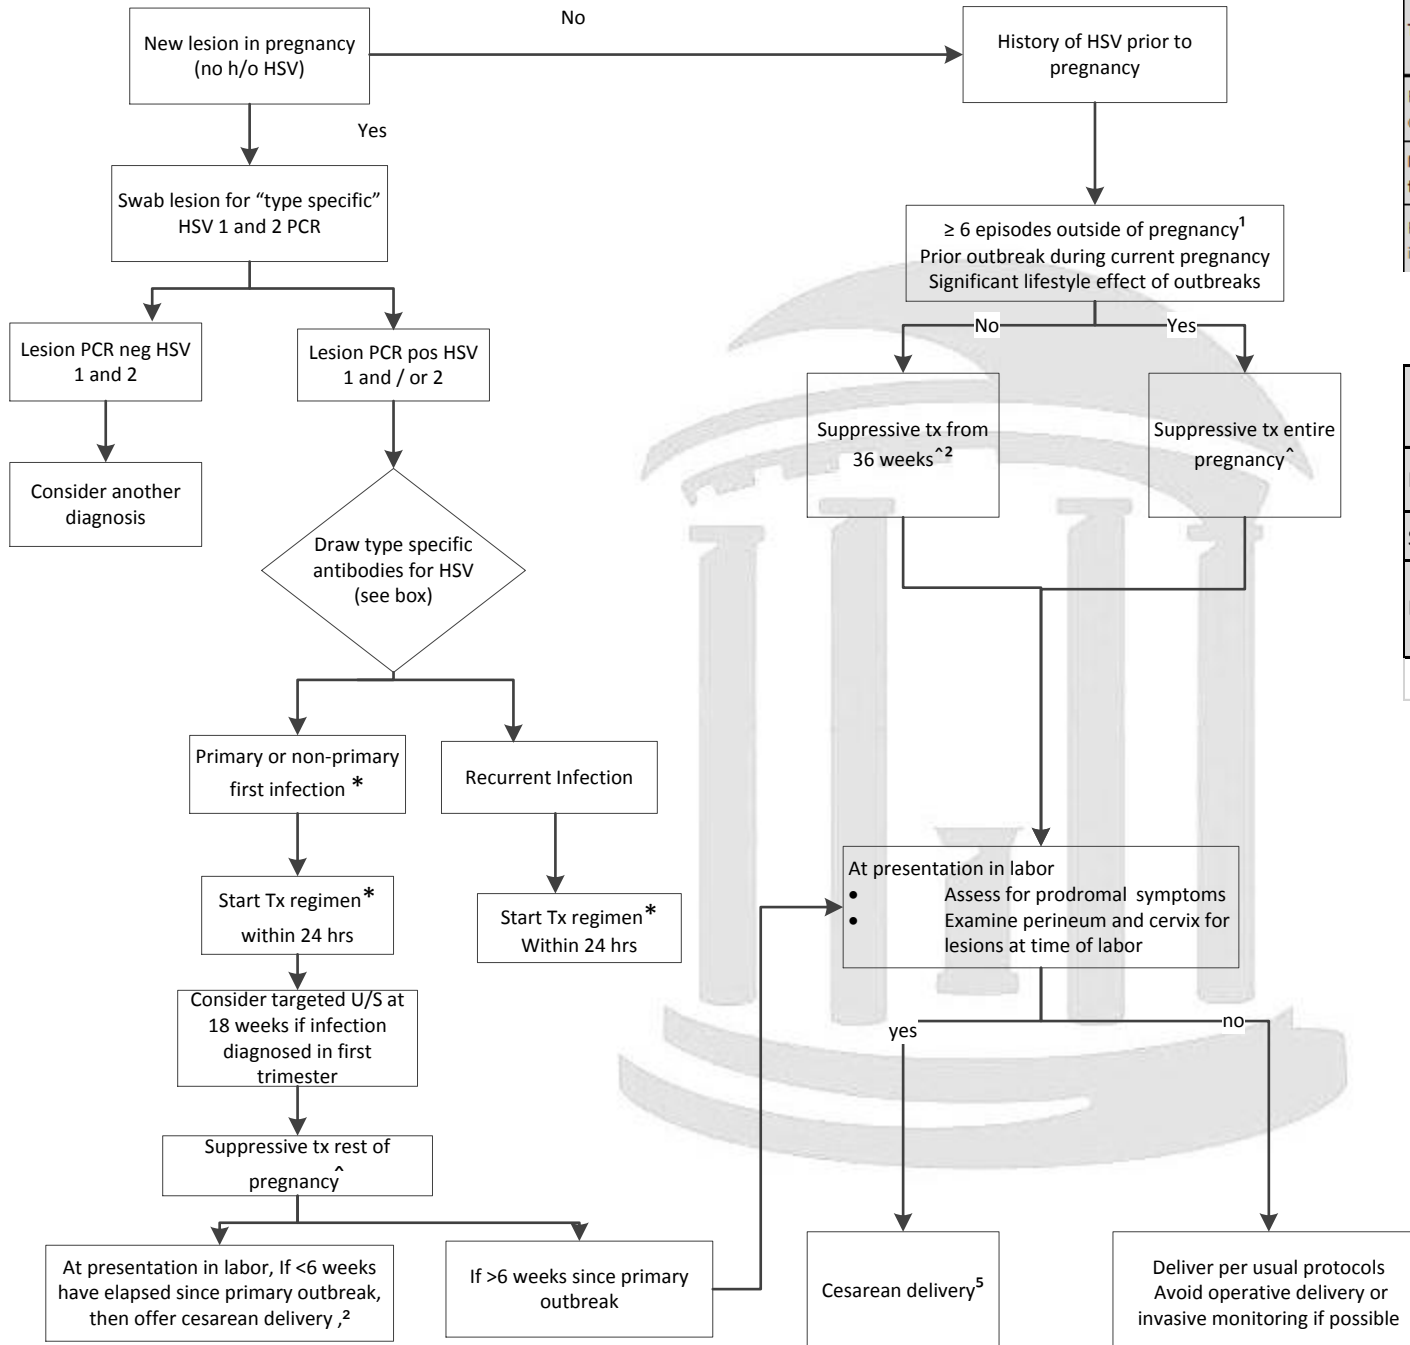 No
New lesion in pregnancy
(no h/o HSV)
History of HSV prior to
pregnancy
Yes
Swab lesion for “type specific”
HSV 1 and 2 PCR
≥ 6 episodes outside of pregnancy¹
Prior outbreak during current pregnancy
Significant lifestyle effect of outbreaks
No
Yes
Lesion PCR neg HSV
1 and 2
Lesion PCR pos HSV
1 and / or 2
Suppressive tx from
36 weeks^²
Suppressive tx entire
pregnancy^
Consider another
diagnosis
Draw type specific
antibodies for HSV
(see box)
Primary or non-primary
first infection *
Recurrent Infection
Start Tx regimen*
within 24 hrs
Start Tx regimen*
Within 24 hrs
At presentation in labor
• Assess for prodromal symptoms
• Examine perineum and cervix for
lesions at time of labor
Consider targeted U/S at
18 weeks if infection
diagnosed in first
trimester
yes
no
Suppressive tx rest of
pregnancy^
At presentation in labor, If <6 weeks
have elapsed since primary outbreak,
then offer cesarean delivery ,²
If >6 weeks since primary
outbreak
Cesarean delivery⁵
Deliver per usual protocols
Avoid operative delivery or
invasive monitoring if possible